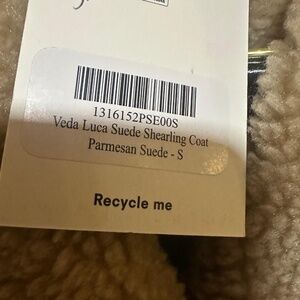 1316152PSE00S
Veda Luca Suede Shearling Coat
Parmesan Suede - S
Recycle me